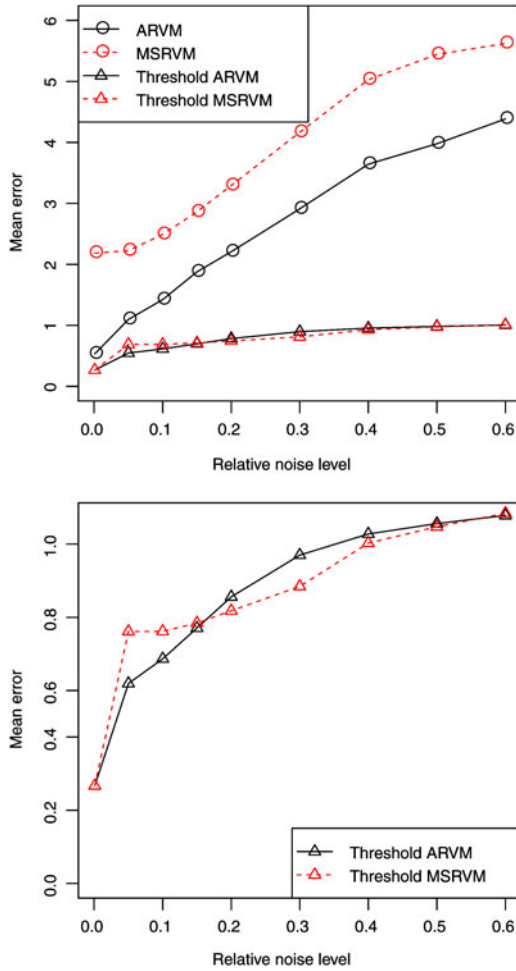 ARVM
MSRVM
Threshold ARVM
Threshold MSRVM
Mean error
6
5
4
3
2
1
0
0.0 0.1 0.2 0.3 0.4 0.5 0.6
Relative noise level
Mean error
1.0
0.8
0.6
0.4
0.2
0.0
Threshold ARVM
Threshold MSRVM
0.0 0.1 0.2 0.3 0.4 0.5 0.6
Relative noise level